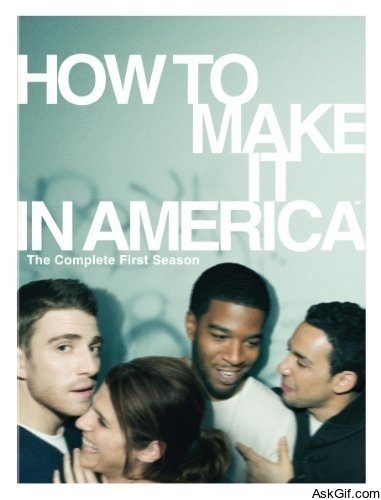 HOW TO
MAKE
IT
IN AMERICA
The Complete First Season
AskGif.com